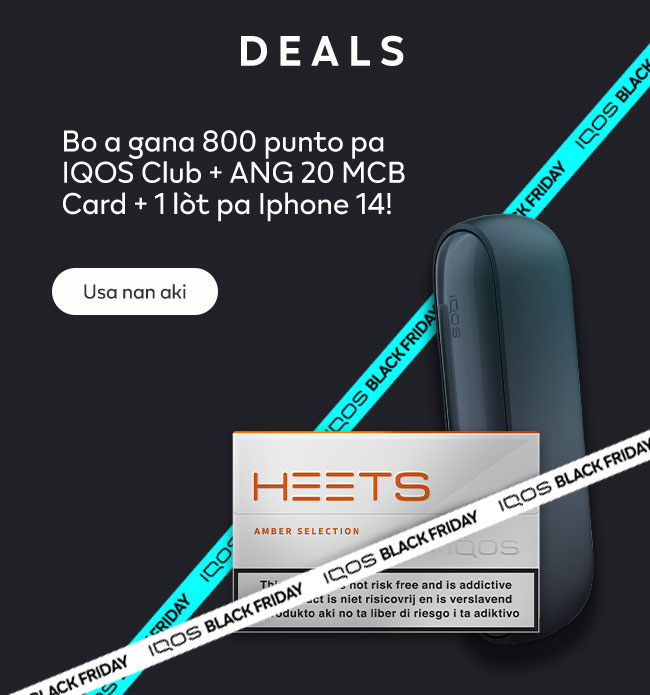 DEALS
Bo a gana 800 punto pa
IQOS Club + ANG 20 MCB
Card + 1 lòt pa Iphone 14!
Usa nan aki
IQOS BLACK
FRIDAY
IQOS
IQOS BLACK FRIDAY
IQOS
FRIDAY
HEETS
AMBER SELECTION
IQOS
not risk free and is addictive
is niet risicovrij en is verslavend
aki no ta liber di riesgo i ta adiktivo
BLACK FRIDAY IQOS BLACK FRIDAY IQOS BLACK FRIDAY IQOS BLACK FRIDAY